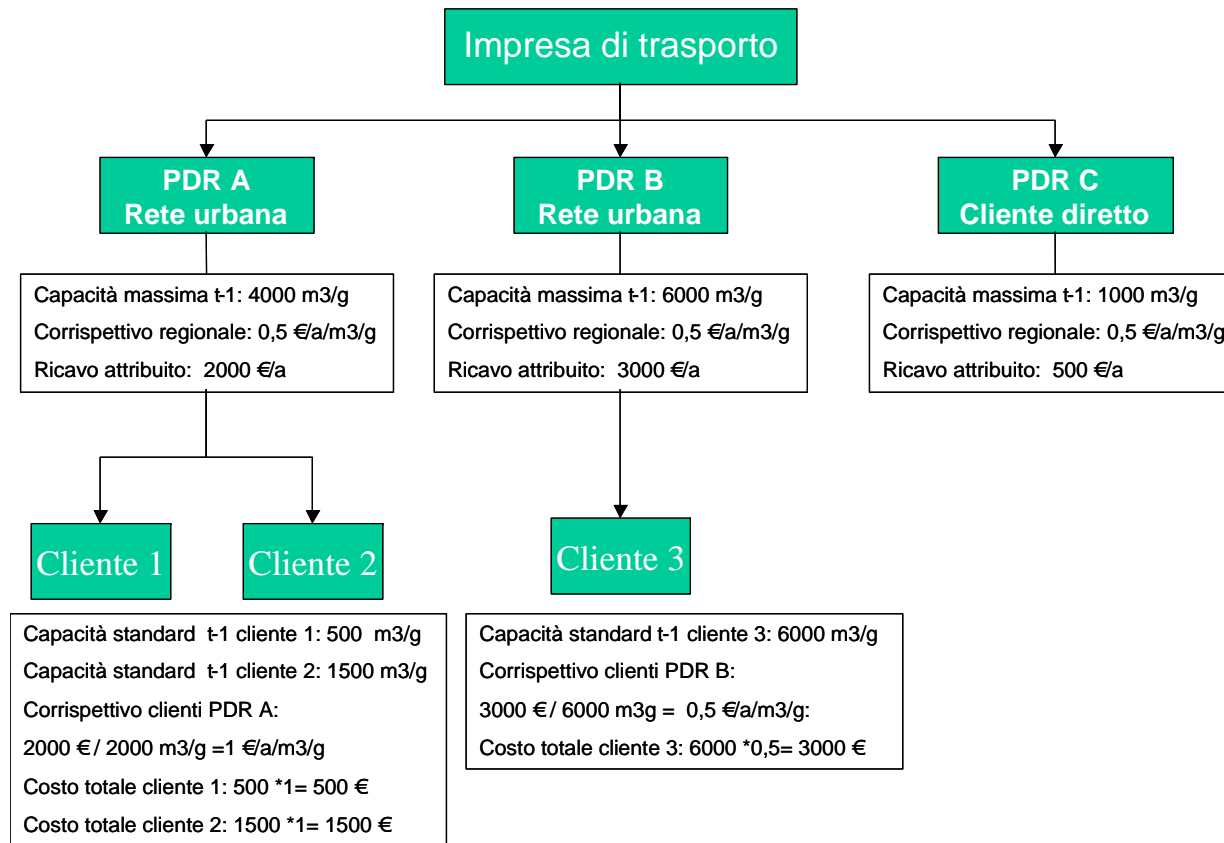 Impresa di trasporto
PDR A
Rete urbana
PDR B
Rete urbana
PDR C
Cliente diretto
Capacità massima t-1: 4000 m3/g
Corrispettivo regionale: 0,5 €/a/m3/g
Ricavo attribuito: 2000 €/a
Capacità massima t-1: 6000 m3/g
Corrispettivo regionale: 0,5 €/a/m3/g
Ricavo attribuito: 3000 €/a
Capacità massima t-1: 1000 m3/g
Corrispettivo regionale: 0,5 €/a/m3/g
Ricavo attribuito: 500 €/a
Cliente 1
Cliente 2
Cliente 3
Capacità standard t-1 cliente 1: 500 m3/g
Capacità standard t-1 cliente 2: 1500 m3/g
Corrispettivo clienti PDR A:
2000 € / 2000 m3/g =1 €/a/m3/g
Costo totale cliente 1: 500 *1= 500 €
Costo totale cliente 2: 1500 *1= 1500 €
Capacità standard t-1 cliente 3: 6000 m3/g
Corrispettivo clienti PDR B:
3000 € / 6000 m3g = 0,5 €/a/m3/g:
Costo totale cliente 3: 6000 *0,5= 3000 €